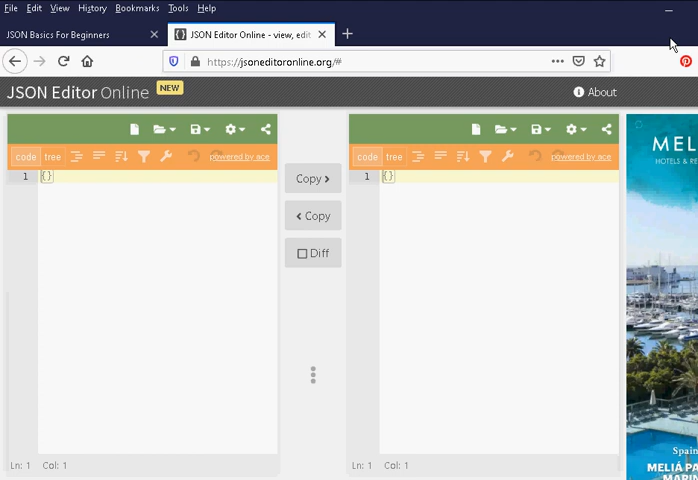 File Edit View History Bookmarks Tools Help
JSON Basics For Beginners
JSON Editor Online - view, edit
https://jsoneditoronline.org/#
JSON Editor Online NEW
About
code tree powered by ace
1 {}
Ln: 1 Col: 1
Copy >
< Copy
Diff
code tree powered by ace
1 {}
Ln: 1 Col: 1
MEL
HOTELS & RE
Spain
MELIÁ PA
MARIN